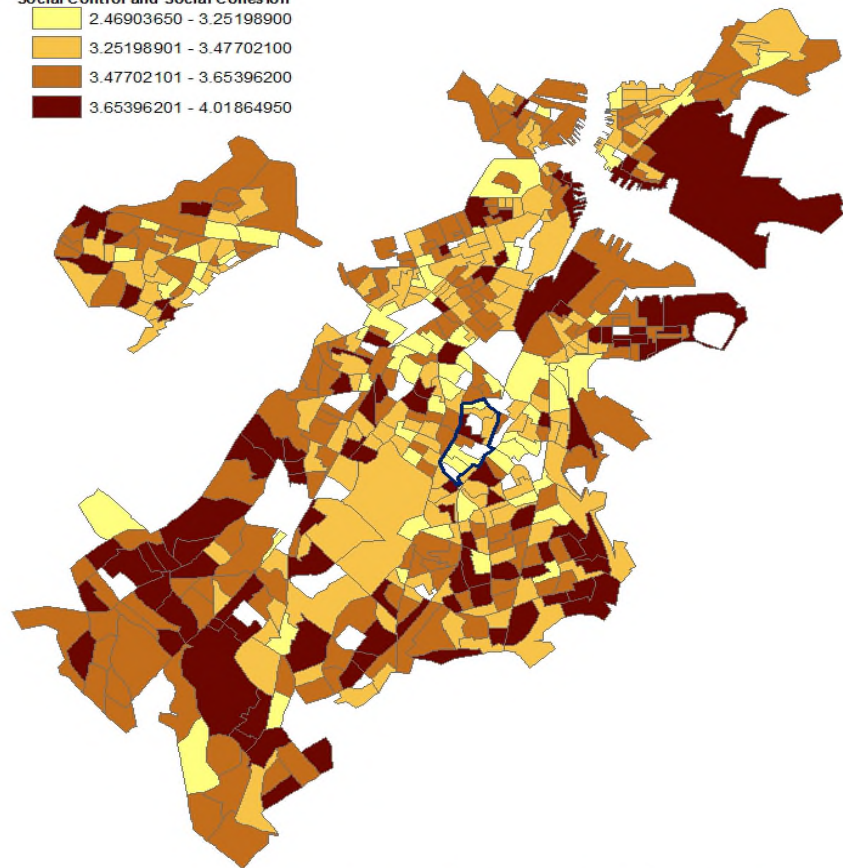 Social Control and Social Cohesion
2.46903650 - 3.25198900
3.25198901 - 3.47702100
3.47702101 - 3.65396200
3.65396201 - 4.01864950